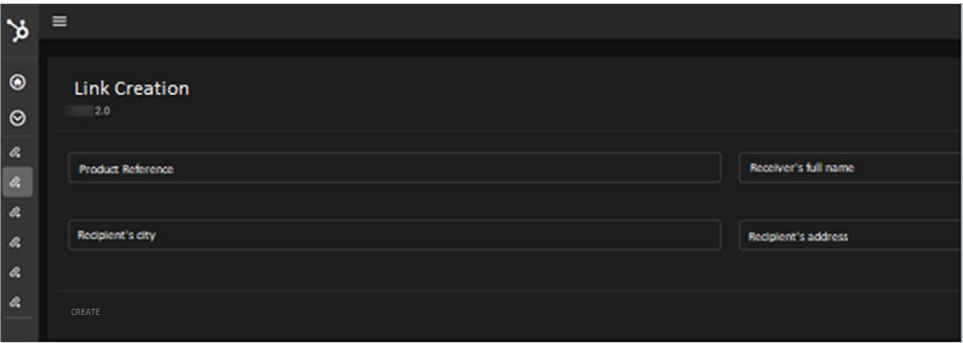 Link Creation
2.0
Product Reference
Receiver's full name
Recipient's city
Recipient's address
CREATE